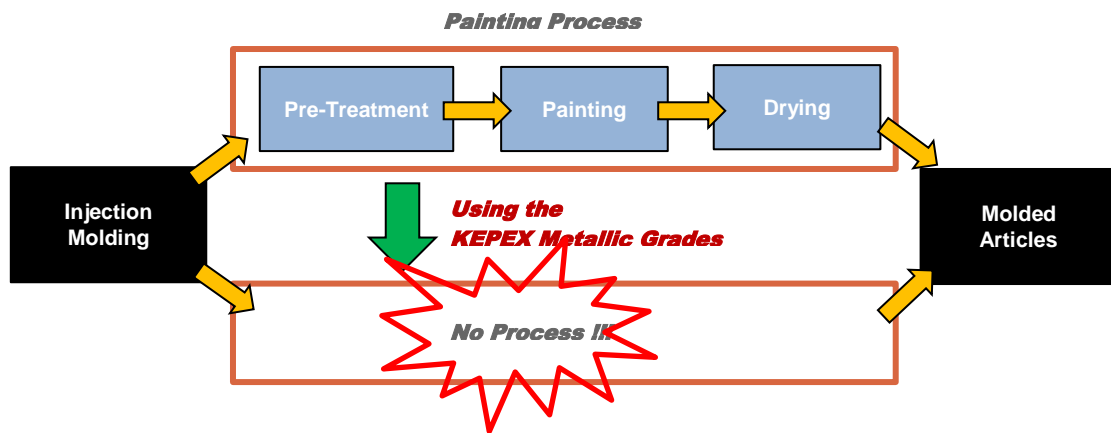 Painting Process
Pre-Treatment
Painting
Drying
Injection
Molding
Using the
KEPEX Metallic Grades
Molded
Articles
No Process !!!